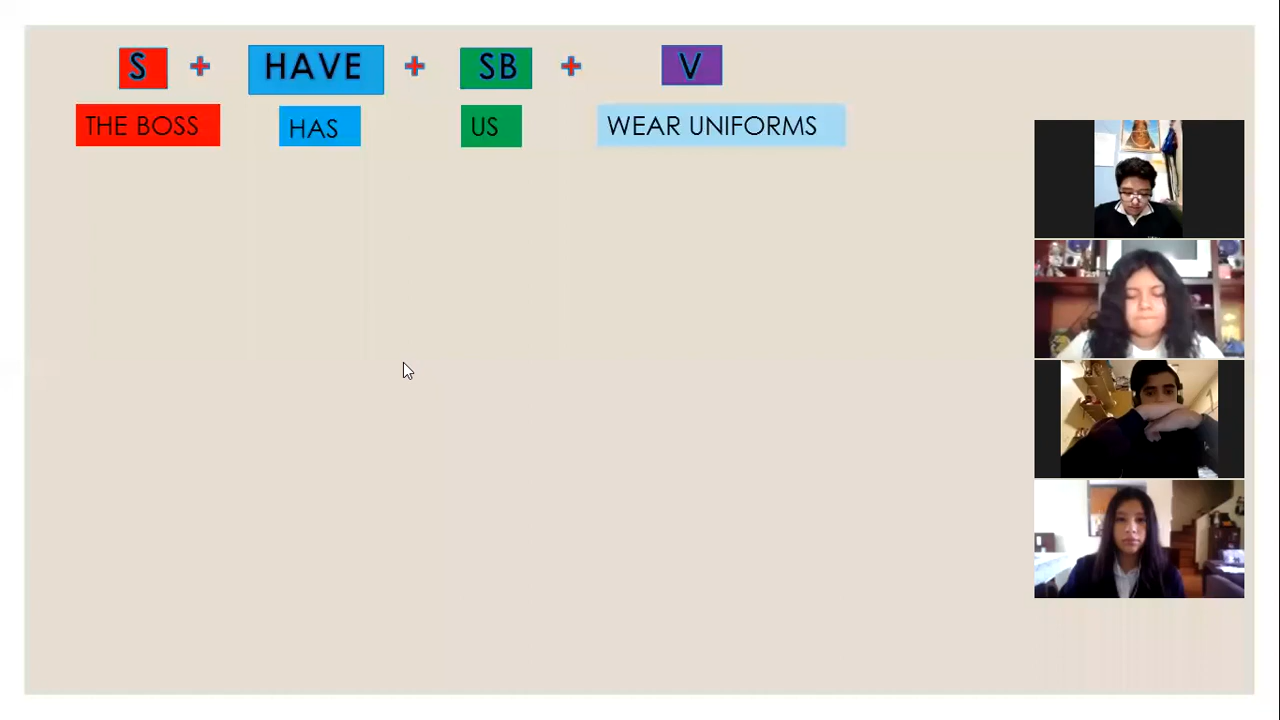 S + HAVE + SB + V
THE BOSS HAS US WEAR UNIFORMS